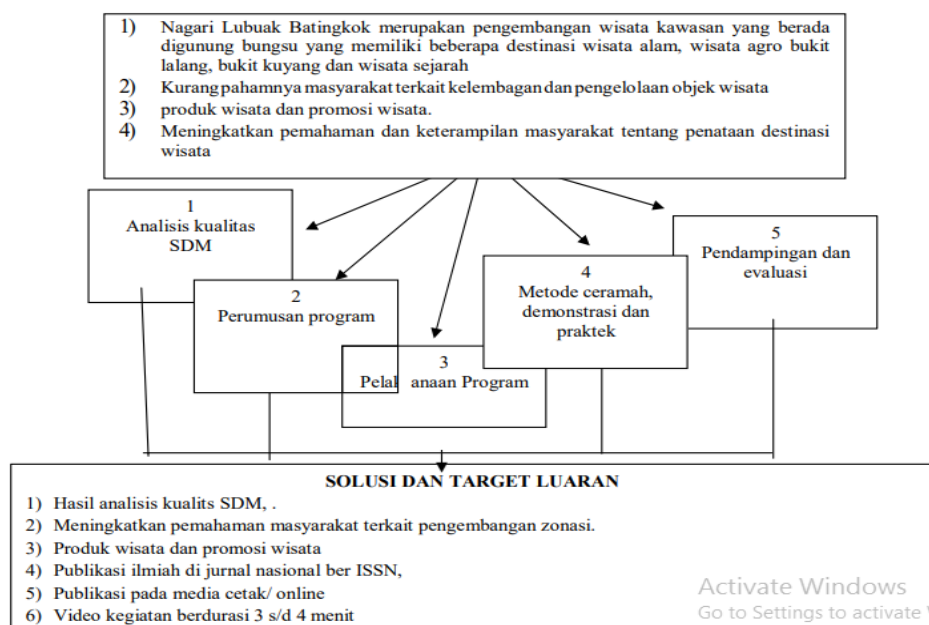 1) Nagari Lubuak Batingkok merupakan pengembangan wisata kawasan yang berada
digunung bungsu yang memiliki beberapa destinasi wisata alam, wisata agro bukit
lalang, bukit kuyang dan wisata sejarah
2) Kurang pahamnya masyarakat terkait kelembagan dan pengelolaan objek wisata
3) produk wisata dan promosi wisata.
4) Meningkatkan pemahaman dan keterampilan masyarakat tentang penataan destinasi
wisata
1
Analisis kualitas
SDM
2
Perumusan program
3
Pelak anaan Program
4
Metode ceramah,
demonstrasi dan
praktek
5
Pendampingan dan
evaluasi
SOLUSI DAN TARGET LUARAN
1) Hasil analisis kualits SDM, .
2) Meningkatkan pemahaman masyarakat terkait pengembangan zonasi.
3) Produk wisata dan promosi wisata
4) Publikasi ilmiah di jurnal nasional ber ISSN,
5) Publikasi pada media cetak/ online
6) Video kegiatan berdurasi 3 s/d 4 menit
Activate Windows
Go to Settings to activate